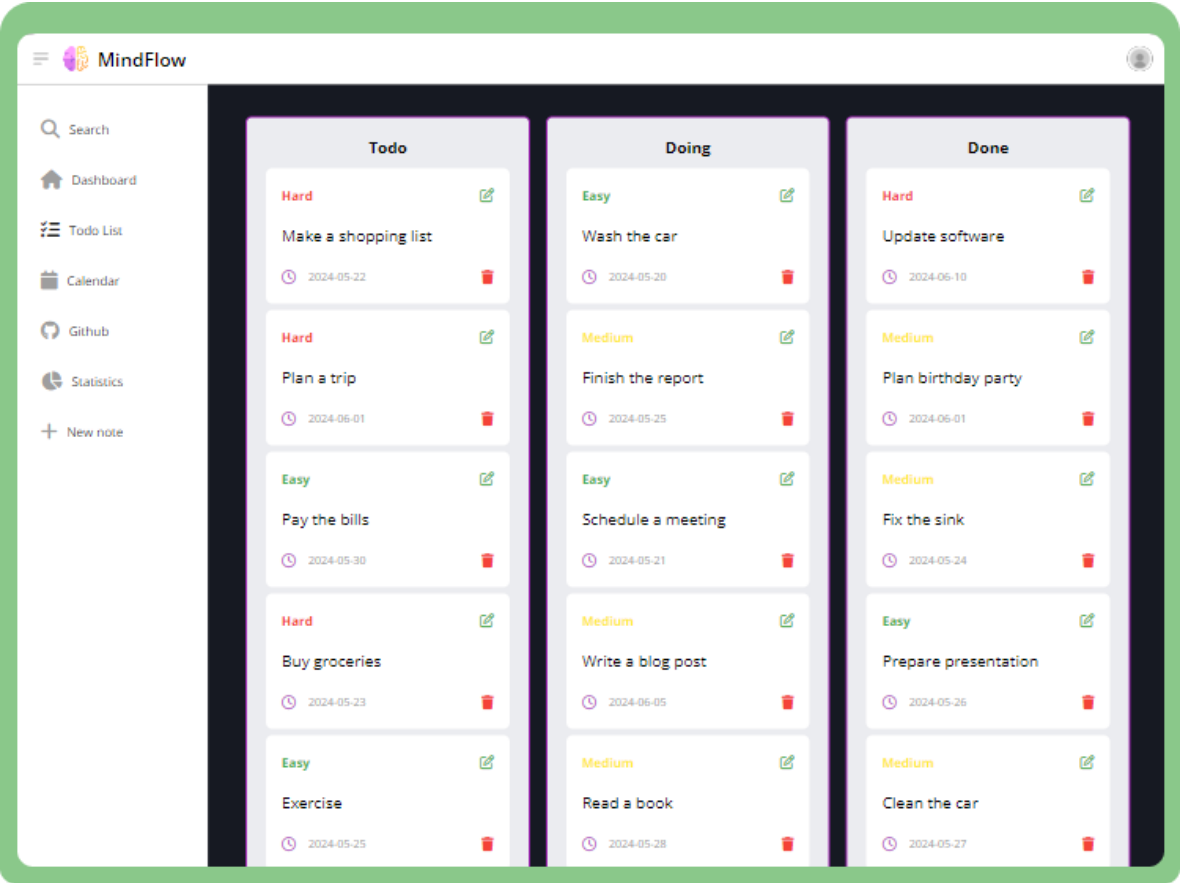 MindFlow
Search
Dashboard
Todo List
Calendar
Github
Statistics
New note
Todo
Hard
Make a shopping list
2024-05-22
Hard
Plan a trip
2024-06-01
Easy
Pay the bills
2024-05-30
Hard
Buy groceries
2024-05-23
Easy
Exercise
2024-05-25
Doing
Easy
Wash the car
2024-05-20
Medium
Finish the report
2024-05-25
Easy
Schedule a meeting
2024-05-21
Medium
Write a blog post
2024-06-05
Medium
Read a book
2024-05-28
Done
Hard
Update software
2024-06-10
Medium
Plan birthday party
2024-06-01
Medium
Fix the sink
2024-05-24
Easy
Prepare presentation
2024-05-26
Medium
Clean the car
2024-05-27